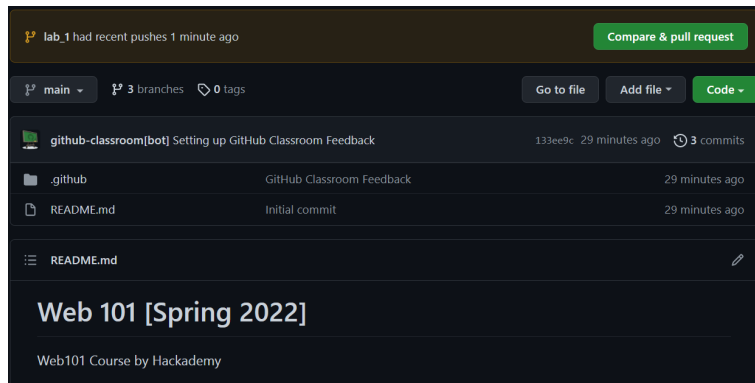 lab_1 had recent pushes 1 minute ago Compare & pull request
main 3 branches 0 tags Go to file Add file Code
github-classroom[bot] Setting up GitHub Classroom Feedback 133ee9c 29 minutes ago 3 commits
.github GitHub Classroom Feedback 29 minutes ago
README.md Initial commit 29 minutes ago
README.md
Web 101 [Spring 2022]
Web101 Course by Hackademy